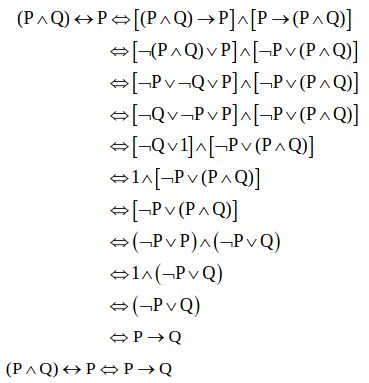 (P∧Q)↔P⇔[(P∧Q)→P]∧[P→(P∧Q)]
⇔[¬(P∧Q)∨P]∧[¬P∨(P∧Q)]
⇔[¬P∨¬Q∨P]∧[¬P∨(P∧Q)]
⇔[¬Q∨¬P∨P]∧[¬P∨(P∧Q)]
⇔[¬Q∨1]∧[¬P∨(P∧Q)]
⇔1∧[¬P∨(P∧Q)]
⇔[¬P∨(P∧Q)]
⇔(¬P∨P)∧(¬P∨Q)
⇔1∧(¬P∨Q)
⇔(¬P∨Q)
⇔P→Q
(P∧Q)↔P⇔P→Q